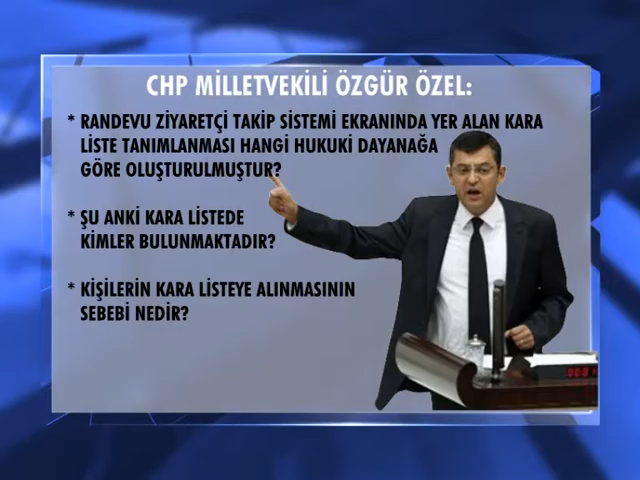 CHP MİLLETVEKİLİ ÖZGÜR ÖZEL:
* RANDEVU ZİYARETÇİ TAKİP SİSTEMİ EKRANINDA YER ALAN KARA
LİSTE TANIMLANMASI HANGİ HUKUKİ DAYANAĞA
GÖRE OLUŞTURULMUŞTUR?
* ŞU ANKİ KARA LİSTEDE
KİMLER BULUNMAKTADIR?
* KİŞİLERİN KARA LİSTEYE ALINMASININ
SEBEBİ NEDİR?